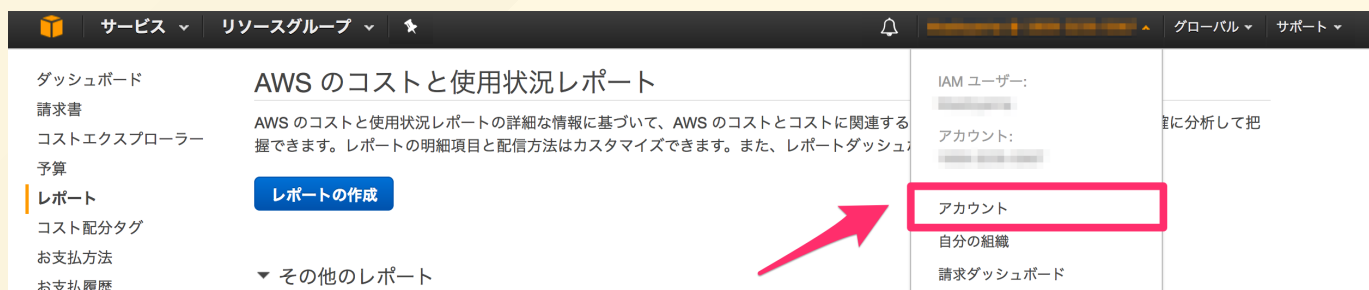 サービス リソースグループ グローバル サポート
ダッシュボード
請求書
コストエクスプローラー
予算
レポート
コスト配分タグ
お支払方法
お支払履歴
AWS のコストと使用状況レポート
AWS のコストと使用状況レポートの詳細な情報に基づいて、AWS のコストとコストに関連する
確に分析して把
握できます。レポートの明細項目と配信方法はカスタマイズできます。また、レポートダッシュ
レポートの作成
その他のレポート
IAM ユーザー:
アカウント:
アカウント
自分の組織
請求ダッシュボード